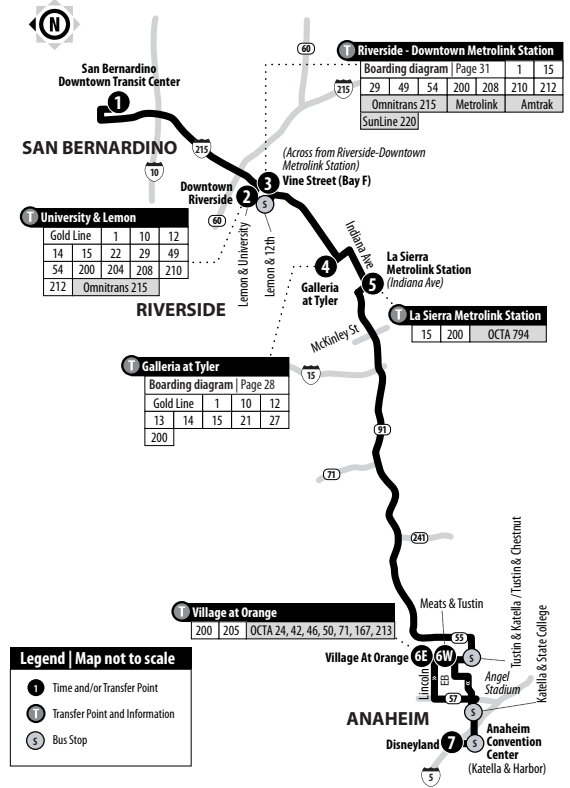 N
60
T Riverside - Downtown Metrolink Station
Boarding diagram | Page 31 1 15
29 49 54 200 208 210 212
Omnitrans 215 Metrolink Amtrak
SunLine 220
215
San Bernardino
Downtown Transit Center
1
SAN BERNARDINO
215
10
(Across from Riverside-Downtown
Metrolink Station)
3 Vine Street (Bay F)
Downtown
Riverside
2
S
60
T University & Lemon
Gold Line 1 10 12
14 15 22 29 49
54 200 204 208 210
212 Omnitrans 215
RIVERSIDE
Lemon & University
Lemon & 12th
Indiana Ave
4
Galleria
at Tyler
La Sierra
Metrolink Station
(Indiana Ave)
5
T La Sierra Metrolink Station
15 200 OCTA 794
McKinley St
15
T Galleria at Tyler
Boarding diagram | Page 28
Gold Line 1 10 12
13 14 15 21 27
200
91
71
241
T Village at Orange
200 205 OCTA 24, 42, 46, 50, 71, 167, 213
Meats & Tustin
Tustin & Katella / Tustin & Chestnut
Katella & State College
55
Village At Orange 6E 6W
S
Lincoln
EB
Angel
Stadium
57
S
ANAHEIM
Disneyland 7
S
Anaheim
Convention
Center
(Katella & Harbor)
5
Legend | Map not to scale
1 Time and/or Transfer Point
T Transfer Point and Information
S Bus Stop